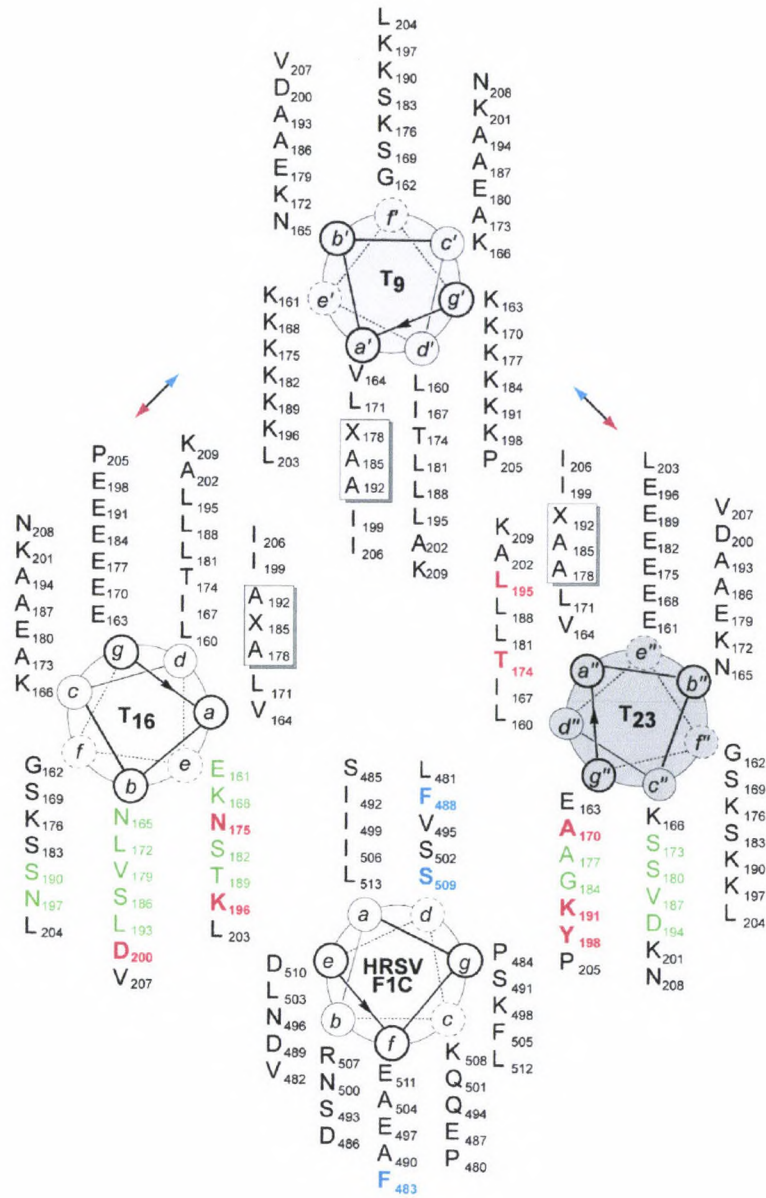 L204
K197
K190
S183
K176
S169
G162
V207
D200
A193
A186
E179
K172
N165
N208
K201
A194
A187
E180
A173
K166
f'
b'
c'
T9
e'
g'
a'
d'
K161
K168
K175
K182
K189
K196
L203
V164
L171
X178
A185
A192
I199
I206
L160
I167
T174
L181
L188
L195
A202
K209
K163
K170
K177
K184
K191
K198
P205
N208
K201
A194
A187
E180
A173
K166
P205
E198
E191
E184
E177
E170
E163
K209
A202
L195
L188
L181
T174
I167
L160
I206
I199
A192
X185
A178
L171
V164
g
d
c
T16
a
f
e
b
G162
S169
K176
S183
S190
N197
L204
N165
L172
V179
S186
L193
D200
V207
E161
K168
N175
S182
T189
K196
L203
K209
A202
L195
L188
L181
T174
I167
L160
I206
I199
X192
A185
A178
L171
V164
L203
E196
E189
E182
E175
E168
E161
V207
D200
A193
A186
E179
K172
N165
e"
a"
b"
T23
d"
f"
g"
c"
E163
A170
A177
G184
K191
Y198
P205
K166
S173
S180
V187
D194
K201
N208
G162
S169
K176
S183
K190
K197
L204
S485
I492
I499
I506
L513
L481
F488
V495
S502
S509
a
d
e
HRSV
F1C
g
b
c
f
D510
L503
N496
D489
V482
R507
N500
S493
D486
E511
A504
E497
A490
F483
K508
Q501
Q494
E487
P480
P484
S491
K498
F505
L512